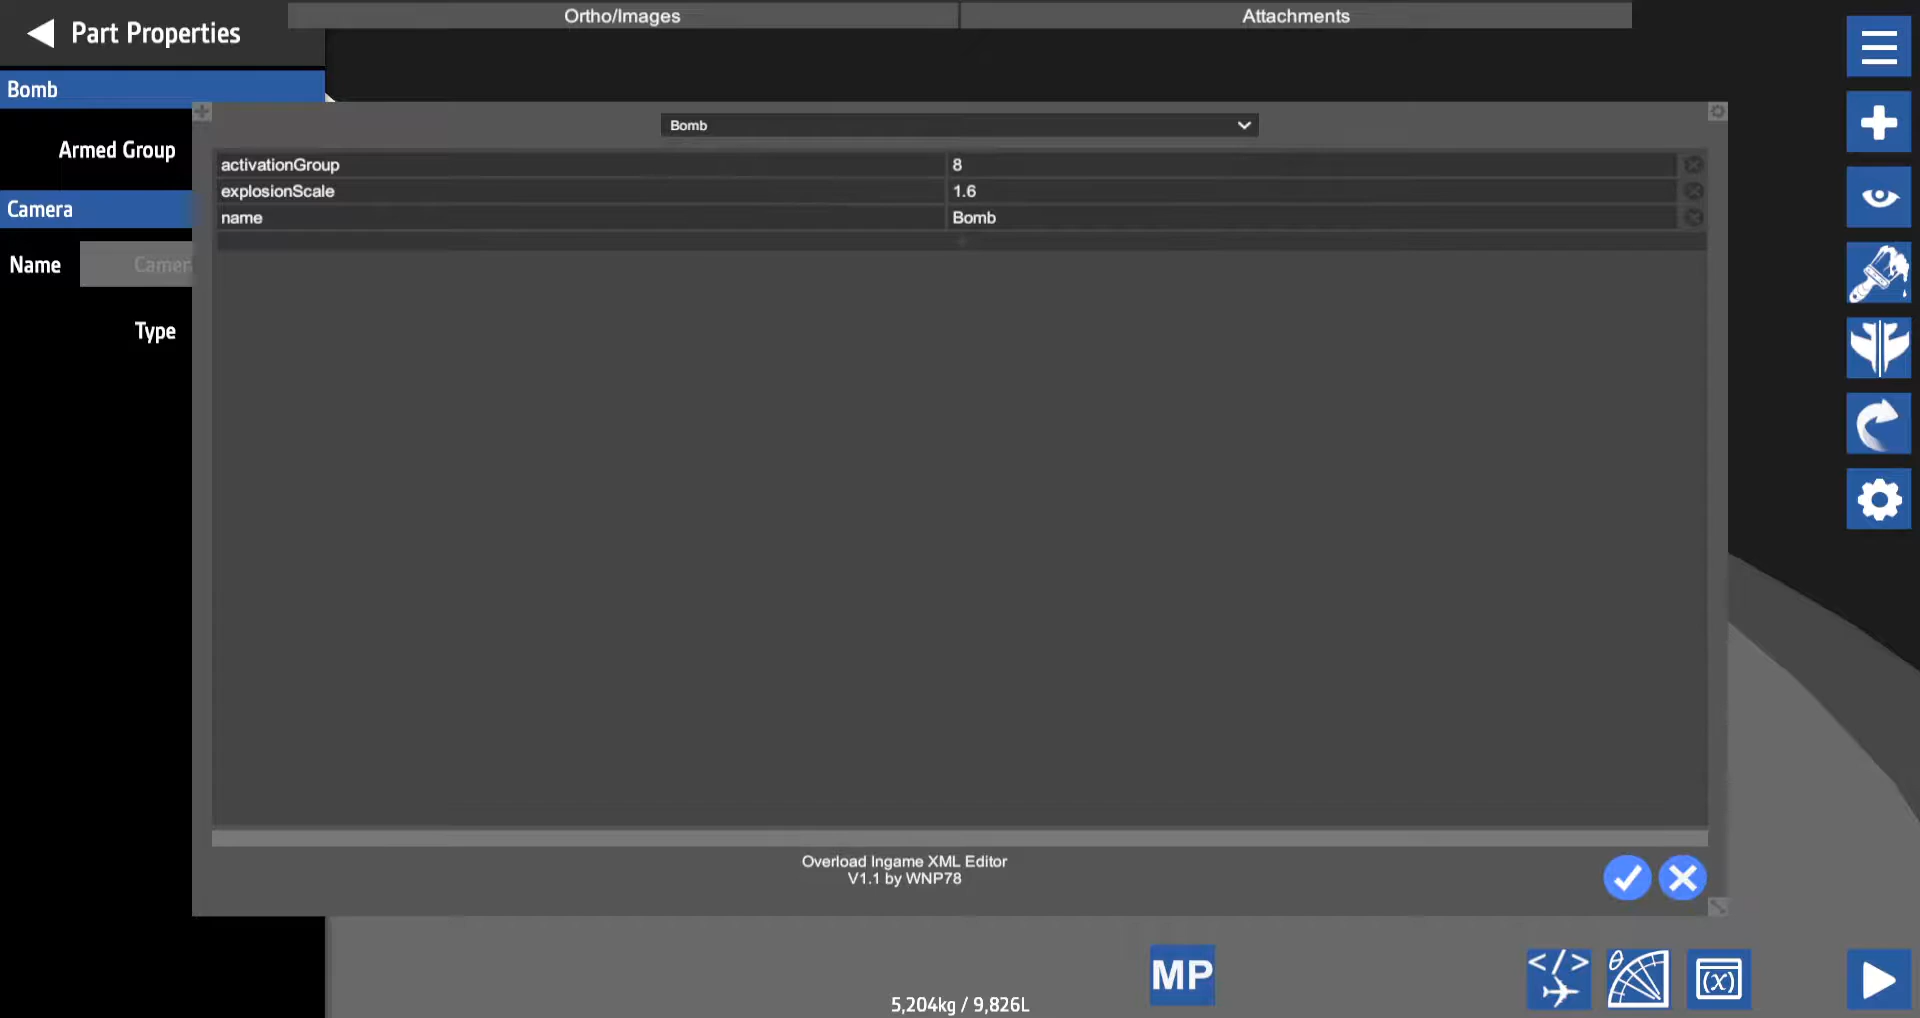 Part Properties
Ortho/Images
Attachments
Bomb
Bomb
Armed Group
activationGroup
8
explosionScale
1.6
name
Bomb
Camera
Name
Camer
Type
Overload Ingame XML Editor
V1.1 by WNP78
MP
</>
θ
(x)
5,204kg / 9,826L